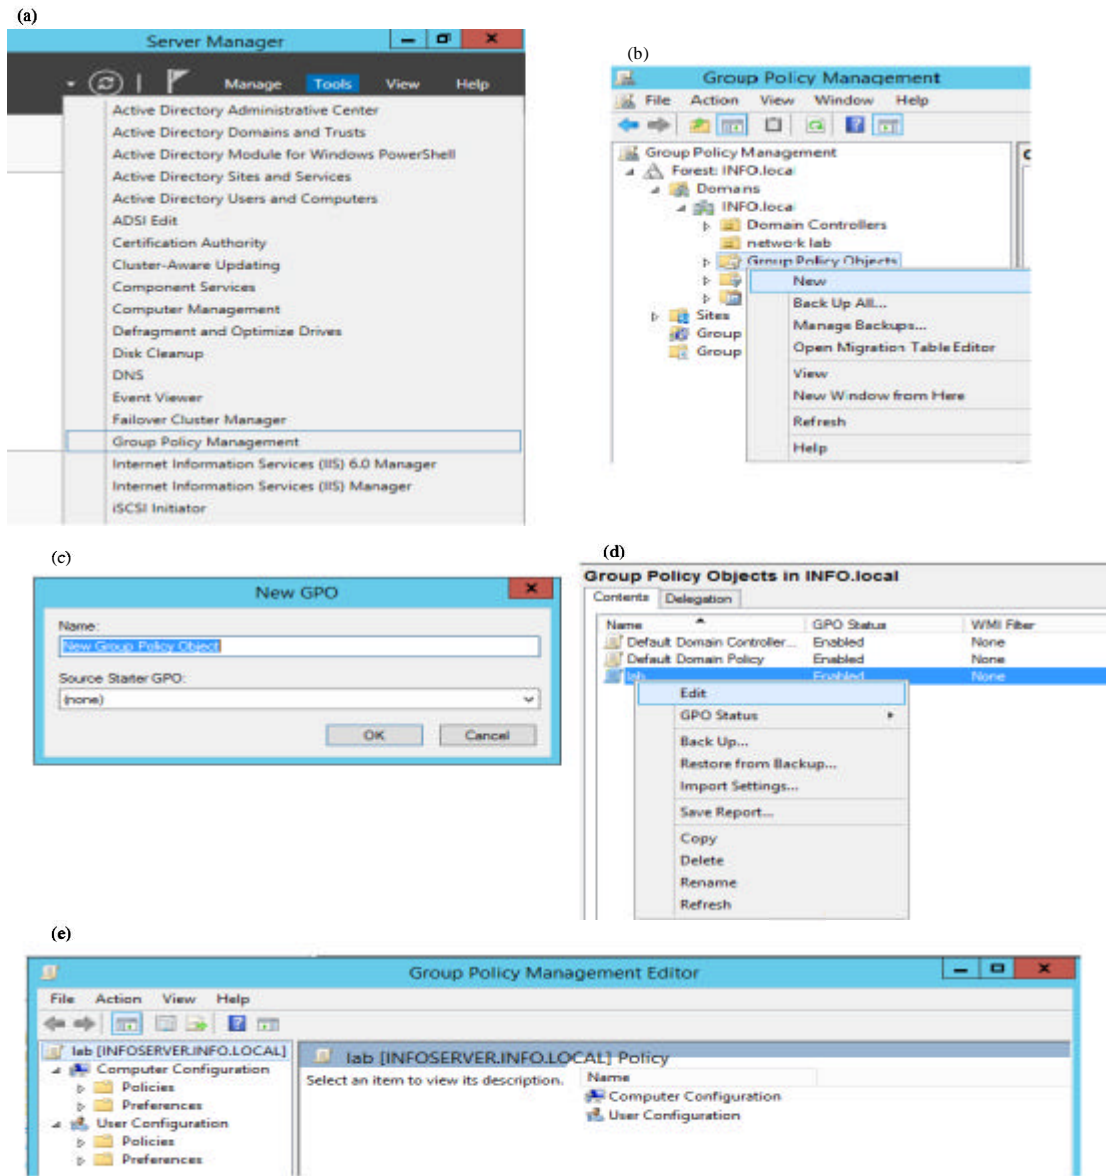 (a)
Server Manager
Manage Tools View Help
Active Directory Administrative Center
Active Directory Domains and Trusts
Active Directory Module for Windows PowerShell
Active Directory Sites and Services
Active Directory Users and Computers
ADSI Edit
Certification Authority
Cluster-Aware Updating
Component Services
Computer Management
Defragment and Optimize Drives
Disk Cleanup
DNS
Event Viewer
Failover Cluster Manager
Group Policy Management
Internet Information Services (IIS) 6.0 Manager
Internet Information Services (IIS) Manager
iSCSI Initiator
(b)
Group Policy Management
File Action View Window Help
Group Policy Management
Forest: INFO.loca
Domains
INFO.loca
Domain Controllers
network lab
Group Policy Objects
Sites
Group
Group
New
Back Up All...
Manage Backups...
Open Migration Table Editor
View
New Window from Here
Refresh
Help
(c)
New GPO
Name:
New Group Policy Object
Source Starter GPO:
(none)
OK Cancel
(d)
Group Policy Objects in INFO.local
Contents Delegation
Name GPO Status WMI Filter
Default Domain Controller... Enabled None
Default Domain Policy Enabled None
lab Enabled None
Edit
GPO Status
Back Up...
Restore from Backup...
Import Settings...
Save Report...
Copy
Delete
Rename
Refresh
(e)
Group Policy Management Editor
File Action View Help
lab [INFOSERVER.INFO.LOCAL]
Computer Configuration
Policies
Preferences
User Configuration
Policies
Preferences
lab [INFOSERVER.INFO.LOCAL] Policy
Select an item to view its description.
Name
Computer Configuration
User Configuration